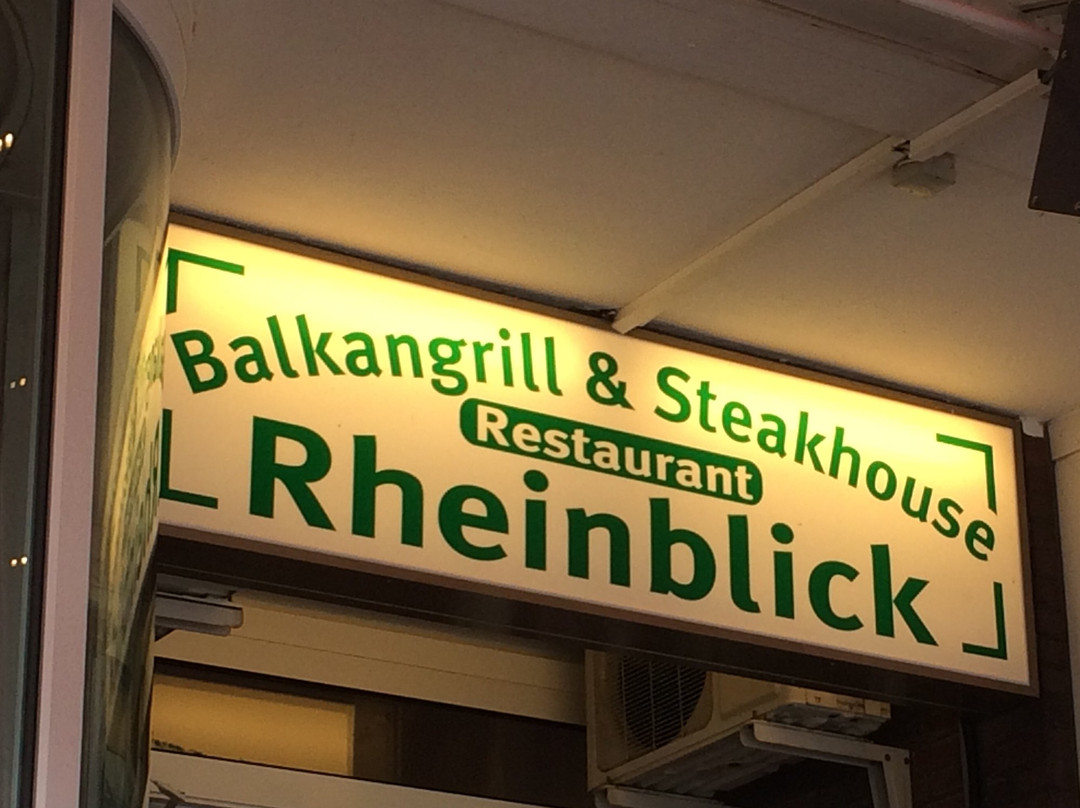 Balkangrill & Steakhouse
Restaurant
Rheinblick